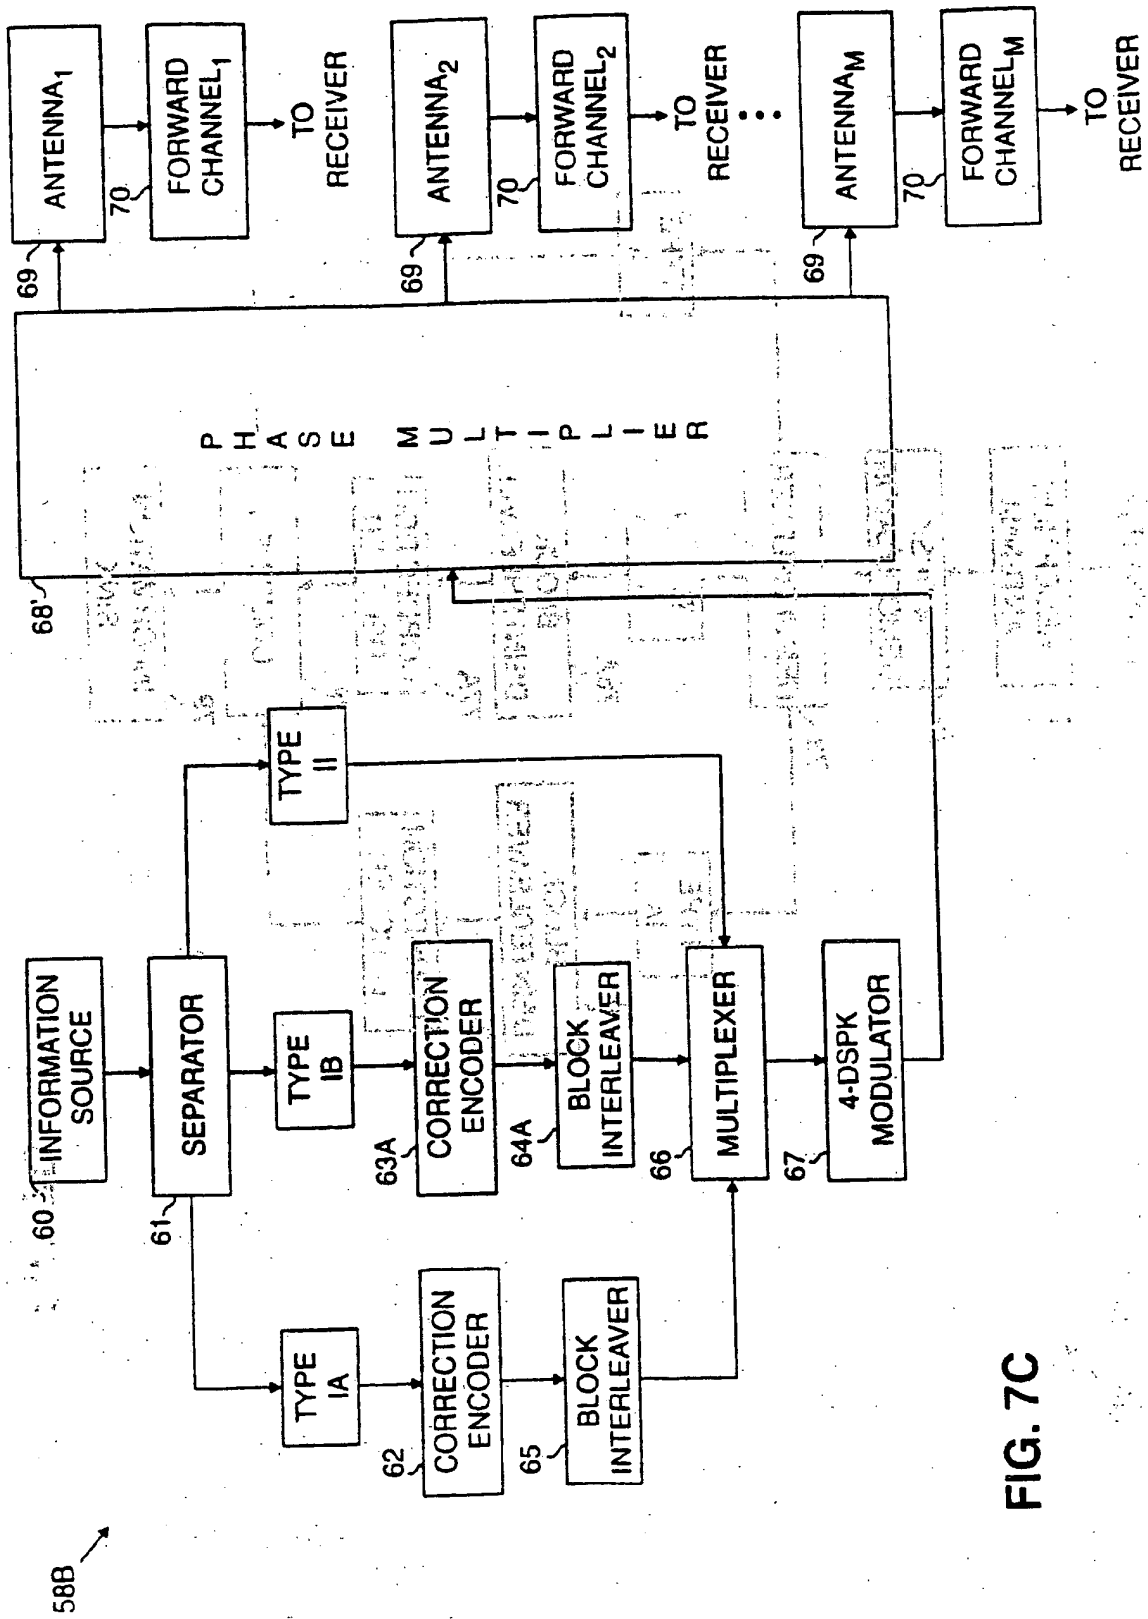 58B
60
INFORMATION
SOURCE
61
SEPARATOR
TYPE
IA
TYPE
IB
TYPE
II
62
CORRECTION
ENCODER
63A
CORRECTION
ENCODER
65
BLOCK
INTERLEAVER
64A
BLOCK
INTERLEAVER
66
MULTIPLEXER
67
4-DSPK
MODULATOR
68'
PHASE MULTIPLIER
69
ANTENNA1
70
FORWARD
CHANNEL1
TO
RECEIVER
69
ANTENNA2
70
FORWARD
CHANNEL2
TO
RECEIVER
69
ANTENNAM
70
FORWARD
CHANNELM
TO
RECEIVER
FIG. 7C